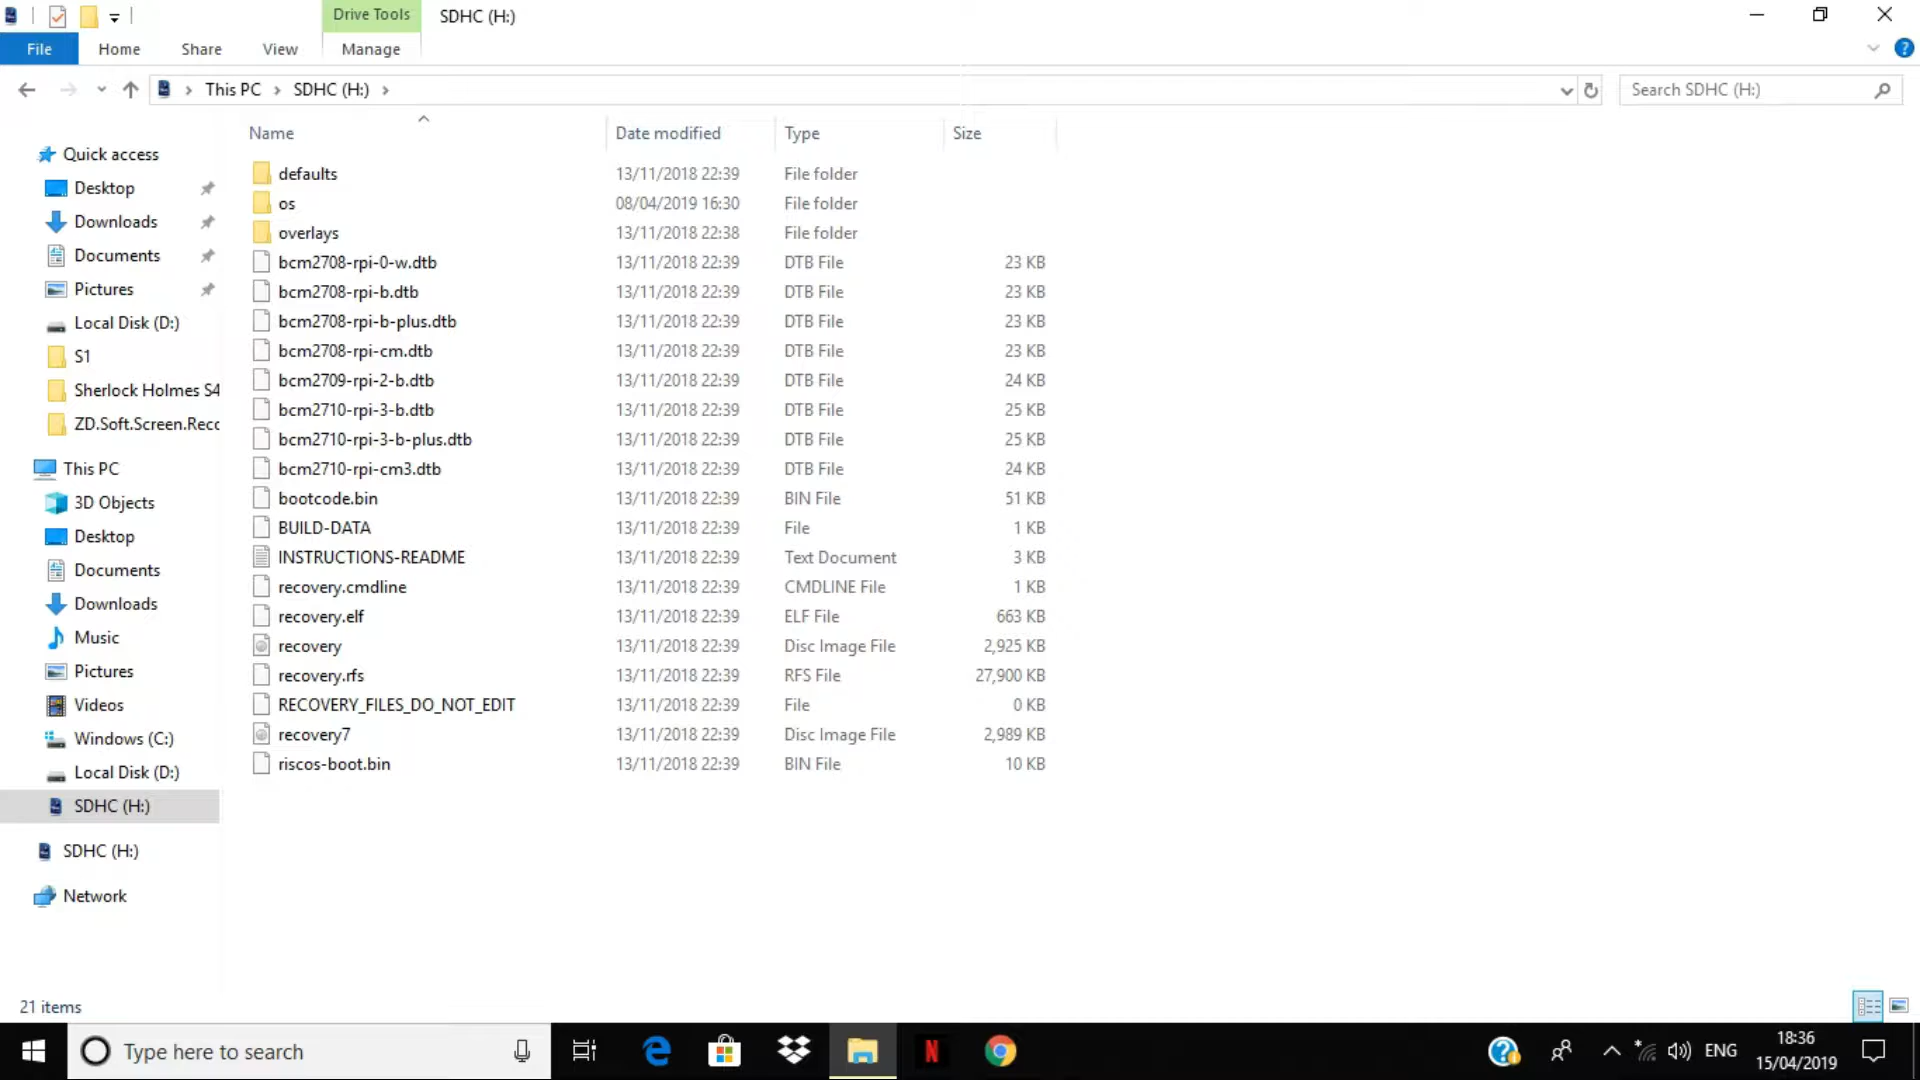 Drive Tools
SDHC (H:)
File
Home
Share
View
Manage
This PC
SDHC (H:)
Search SDHC (H:)
Name
Date modified
Type
Size
Quick access
Desktop
Downloads
Documents
Pictures
Local Disk (D:)
S1
Sherlock Holmes S4
ZD.Soft.Screen.Recc
This PC
3D Objects
Desktop
Documents
Downloads
Music
Pictures
Videos
Windows (C:)
Local Disk (D:)
SDHC (H:)
SDHC (H:)
Network
defaults 13/11/2018 22:39 File folder
os 08/04/2019 16:30 File folder
overlays 13/11/2018 22:38 File folder
bcm2708-rpi-0-w.dtb 13/11/2018 22:39 DTB File 23 KB
bcm2708-rpi-b.dtb 13/11/2018 22:39 DTB File 23 KB
bcm2708-rpi-b-plus.dtb 13/11/2018 22:39 DTB File 23 KB
bcm2708-rpi-cm.dtb 13/11/2018 22:39 DTB File 23 KB
bcm2709-rpi-2-b.dtb 13/11/2018 22:39 DTB File 24 KB
bcm2710-rpi-3-b.dtb 13/11/2018 22:39 DTB File 25 KB
bcm2710-rpi-3-b-plus.dtb 13/11/2018 22:39 DTB File 25 KB
bcm2710-rpi-cm3.dtb 13/11/2018 22:39 DTB File 24 KB
bootcode.bin 13/11/2018 22:39 BIN File 51 KB
BUILD-DATA 13/11/2018 22:39 File 1 KB
INSTRUCTIONS-README 13/11/2018 22:39 Text Document 3 KB
recovery.cmdline 13/11/2018 22:39 CMDLINE File 1 KB
recovery.elf 13/11/2018 22:39 ELF File 663 KB
recovery 13/11/2018 22:39 Disc Image File 2,925 KB
recovery.rfs 13/11/2018 22:39 RFS File 27,900 KB
RECOVERY_FILES_DO_NOT_EDIT 13/11/2018 22:39 File 0 KB
recovery7 13/11/2018 22:39 Disc Image File 2,989 KB
riscos-boot.bin 13/11/2018 22:39 BIN File 10 KB
21 items
Type here to search
ENG
18:36
15/04/2019